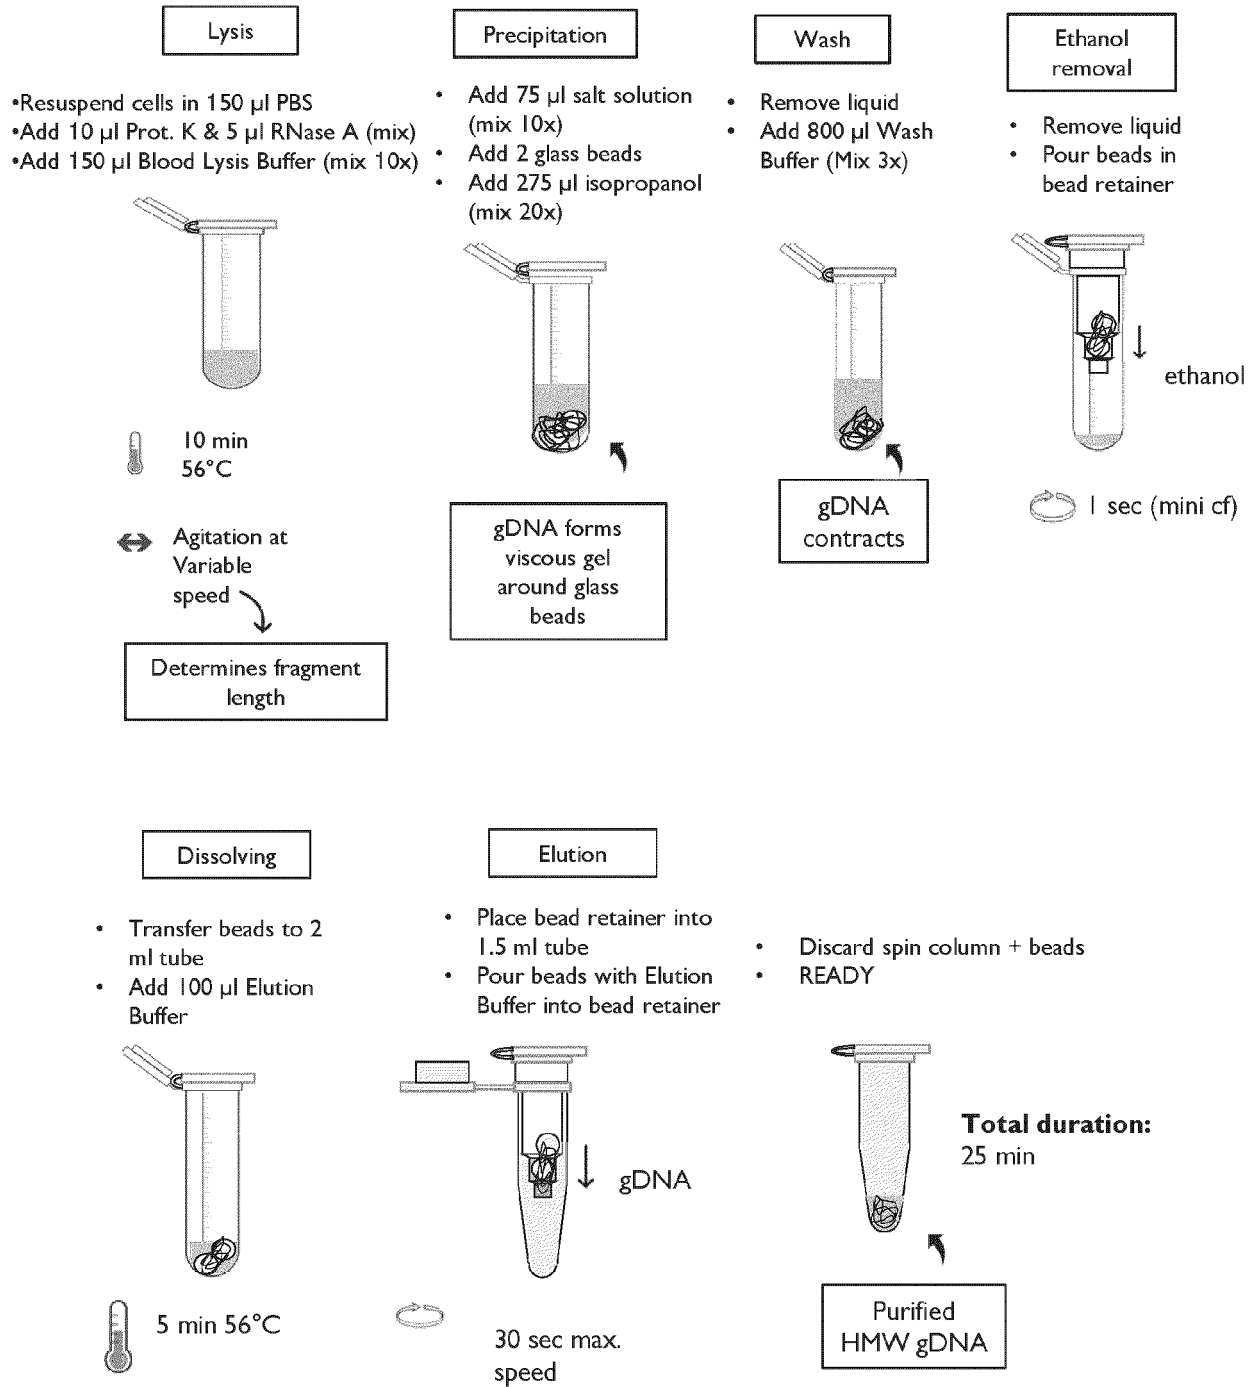 Lysis
•Resuspend cells in 150 µl PBS
•Add 10 µl Prot. K & 5 µl RNase A (mix)
•Add 150 µl Blood Lysis Buffer (mix 10x)
10 min
56°C
Agitation at
Variable
speed
Determines fragment
length
Precipitation
• Add 75 µl salt solution
(mix 10x)
• Add 2 glass beads
• Add 275 µl isopropanol
(mix 20x)
gDNA forms
viscous gel
around glass
beads
Wash
• Remove liquid
• Add 800 µl Wash
Buffer (Mix 3x)
gDNA
contracts
Ethanol
removal
• Remove liquid
• Pour beads in
bead retainer
ethanol
1 sec (mini cf)
Dissolving
• Transfer beads to 2
ml tube
• Add 100 µl Elution
Buffer
5 min 56°C
Elution
• Place bead retainer into
1.5 ml tube
• Pour beads with Elution
Buffer into bead retainer
gDNA
30 sec max.
speed
• Discard spin column + beads
• READY
Total duration:
25 min
Purified
HMW gDNA